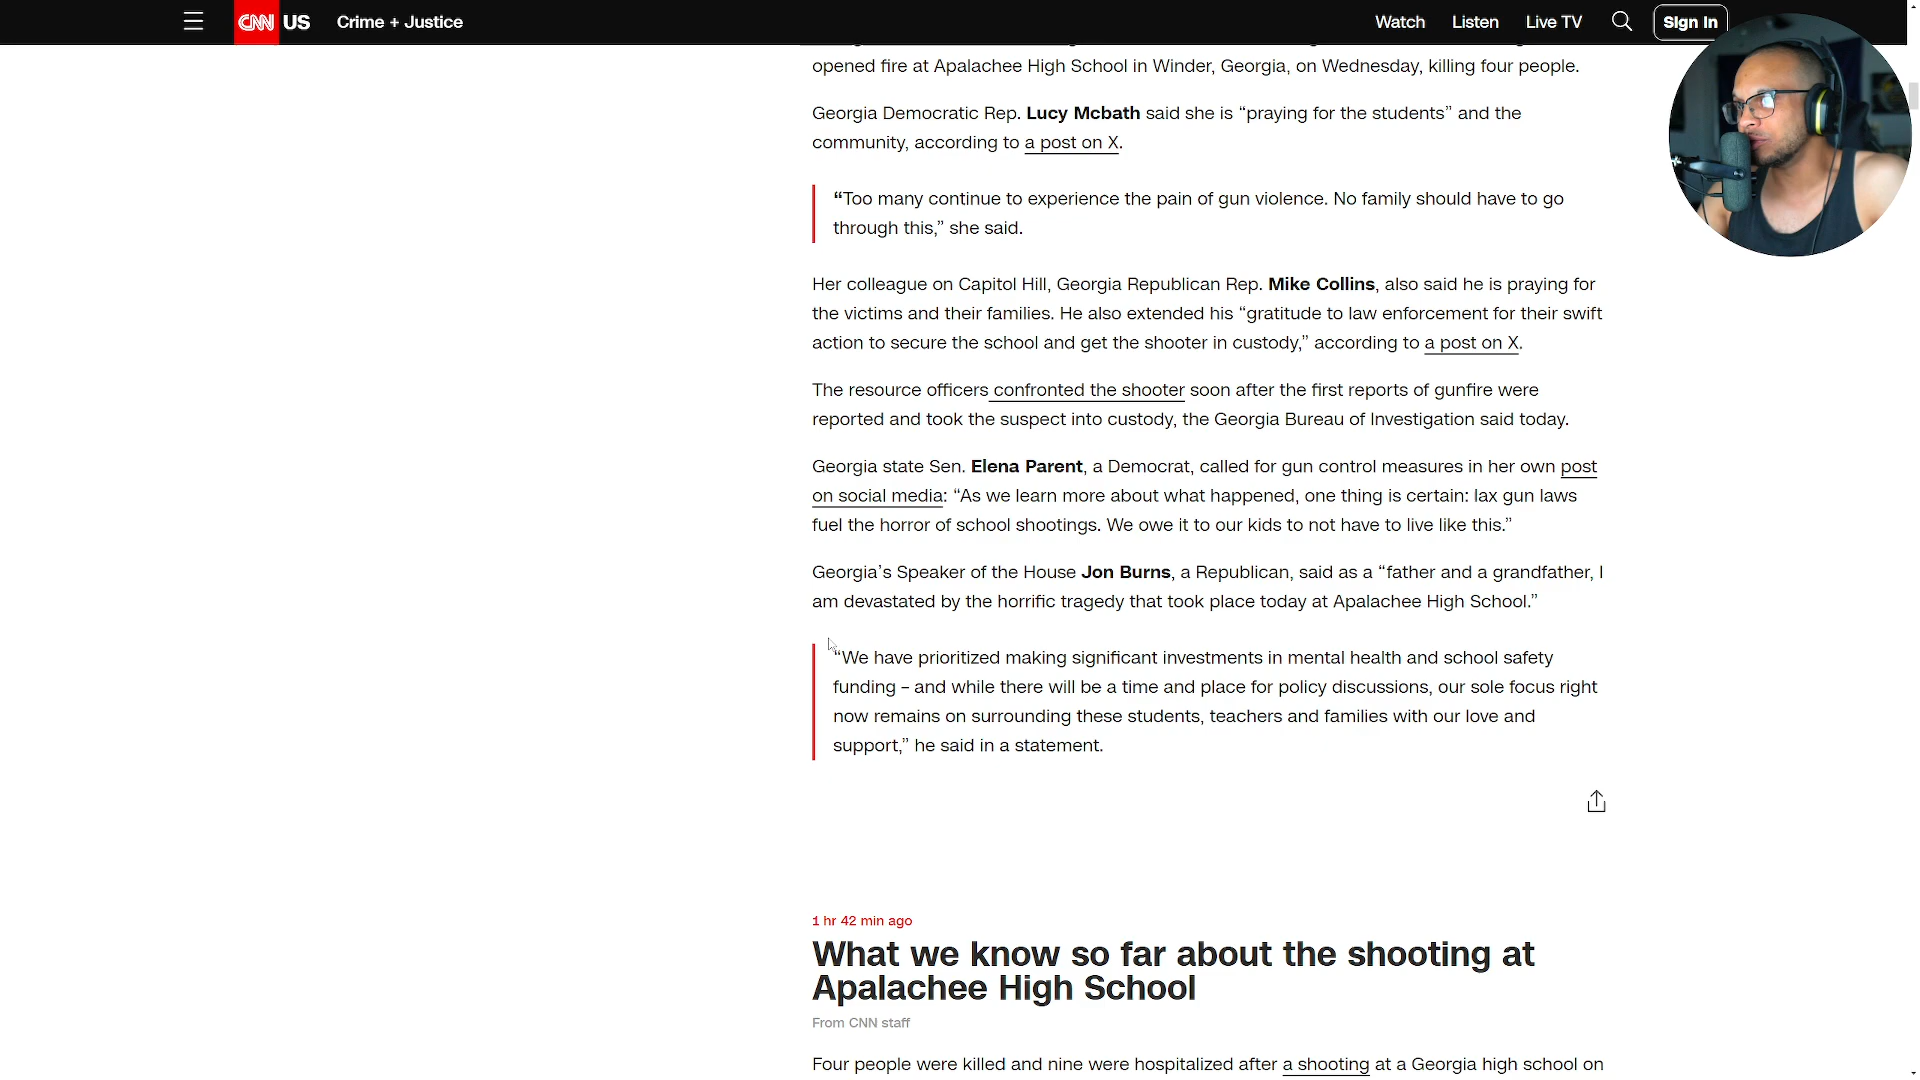 CNN US Crime + Justice Watch Listen Live TV Sign In
opened fire at Apalachee High School in Winder, Georgia, on Wednesday, killing four people.
Georgia Democratic Rep. Lucy Mcbath said she is “praying for the students” and the
community, according to a post on X.
“Too many continue to experience the pain of gun violence. No family should have to go
through this,” she said.
Her colleague on Capitol Hill, Georgia Republican Rep. Mike Collins, also said he is praying for
the victims and their families. He also extended his “gratitude to law enforcement for their swift
action to secure the school and get the shooter in custody,” according to a post on X.
The resource officers confronted the shooter soon after the first reports of gunfire were
reported and took the suspect into custody, the Georgia Bureau of Investigation said today.
Georgia state Sen. Elena Parent, a Democrat, called for gun control measures in her own post
on social media: “As we learn more about what happened, one thing is certain: lax gun laws
fuel the horror of school shootings. We owe it to our kids to not have to live like this.”
Georgia’s Speaker of the House Jon Burns, a Republican, said as a “father and a grandfather, I
am devastated by the horrific tragedy that took place today at Apalachee High School.”
“We have prioritized making significant investments in mental health and school safety
funding – and while there will be a time and place for policy discussions, our sole focus right
now remains on surrounding these students, teachers and families with our love and
support,” he said in a statement.
1 hr 42 min ago
What we know so far about the shooting at
Apalachee High School
From CNN staff
Four people were killed and nine were hospitalized after a shooting at a Georgia high school on